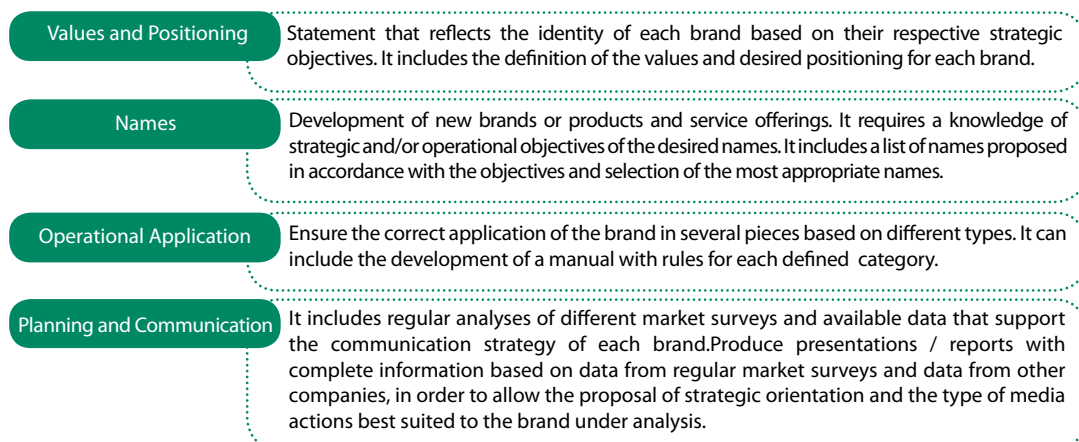 Values and Positioning
Statement that reflects the identity of each brand based on their respective strategic
objectives. It includes the definition of the values and desired positioning for each brand.
Names
Development of new brands or products and service offerings. It requires a knowledge of
strategic and/or operational objectives of the desired names. It includes a list of names proposed
in accordance with the objectives and selection of the most appropriate names.
Operational Application
Ensure the correct application of the brand in several pieces based on different types. It can
include the development of a manual with rules for each defined category.
Planning and Communication
It includes regular analyses of different market surveys and available data that support
the communication strategy of each brand.Produce presentations / reports with
complete information based on data from regular market surveys and data from other
companies, in order to allow the proposal of strategic orientation and the type of media
actions best suited to the brand under analysis.